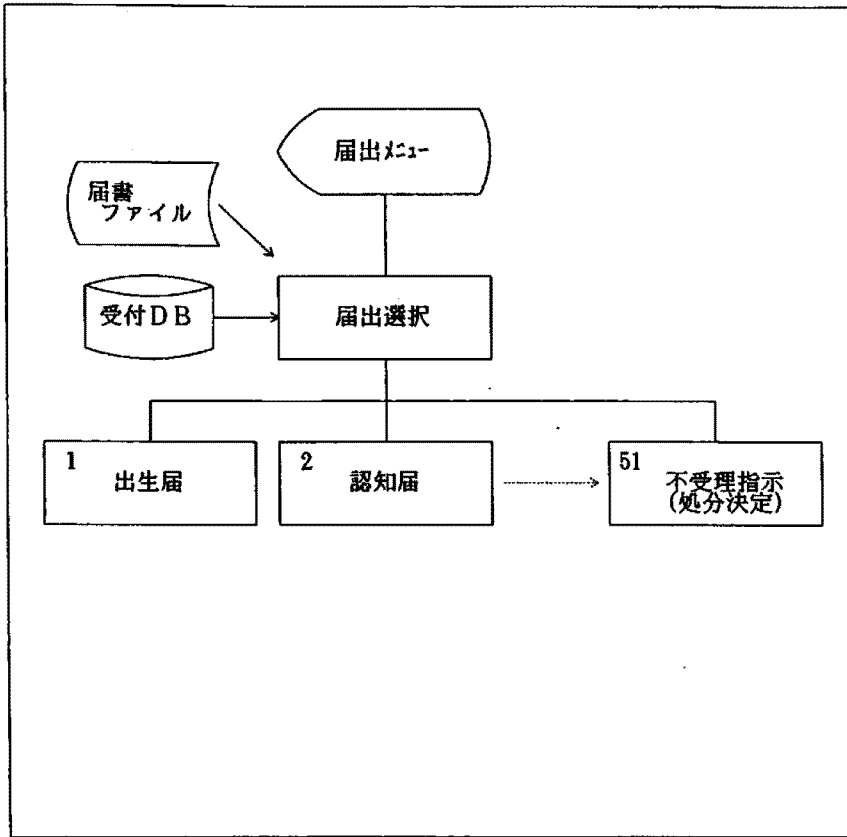 届出ﾒﾆｭｰ
届書
ファイル
受付ＤＢ
届出選択
1
出生届
2
認知届
51
不受理指示
(処分決定)